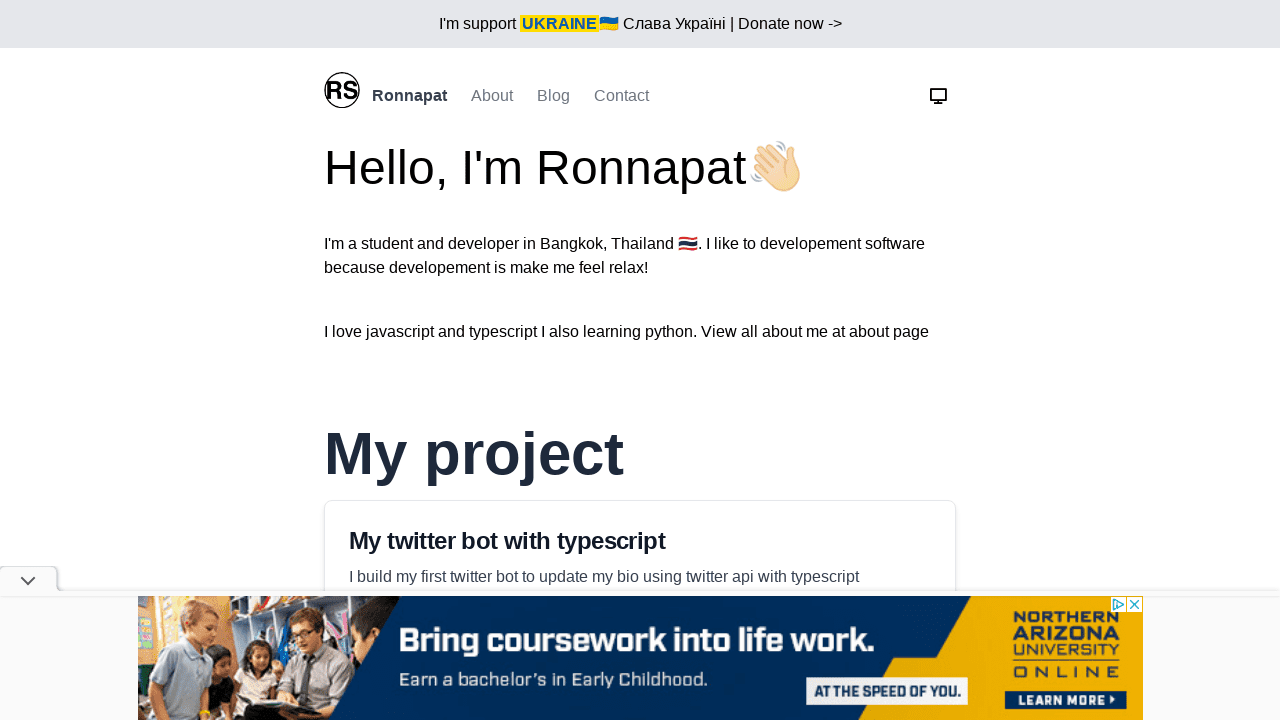 I'm support UKRAINE🇺🇦 Слава Україні | Donate now ->
RS
Ronnapat About Blog Contact
Hello, I'm Ronnapat👋🏼
I'm a student and developer in Bangkok, Thailand 🇹🇭. I like to developement software
because developement is make me feel relax!
I love javascript and typescript I also learning python. View all about me at about page
My project
My twitter bot with typescript
I build my first twitter bot to update my bio using twitter api with typescript
Bring coursework into life work.
Earn a bachelor's in Early Childhood.
AT THE SPEED OF YOU.
NORTHERN
ARIZONA
UNIVERSITY
ONLINE
LEARN MORE